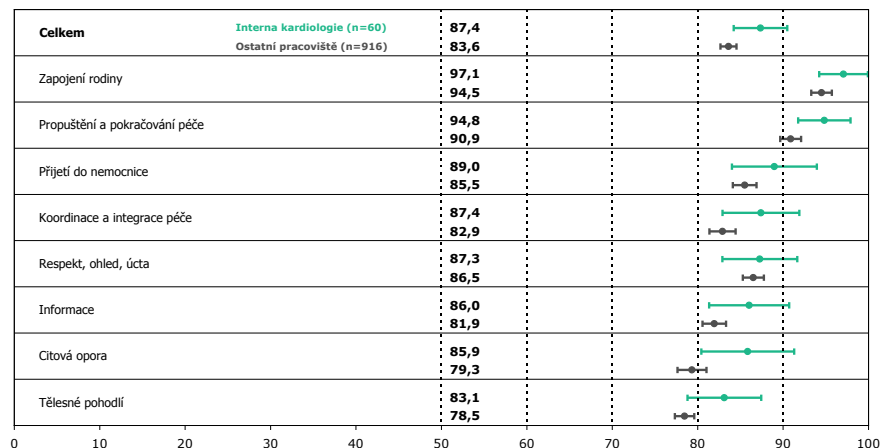 Celkem Interna kardiologie (n=60) 87,4
Ostatní pracoviště (n=916) 83,6
Zapojení rodiny 97,1
94,5
Propuštění a pokračování péče 94,8
90,9
Přijetí do nemocnice 89,0
85,5
Koordinace a integrace péče 87,4
82,9
Respekt, ohled, úcta 87,3
86,5
Informace 86,0
81,9
Citová opora 85,9
79,3
Tělesné pohodlí 83,1
78,5
0 10 20 30 40 50 60 70 80 90 100